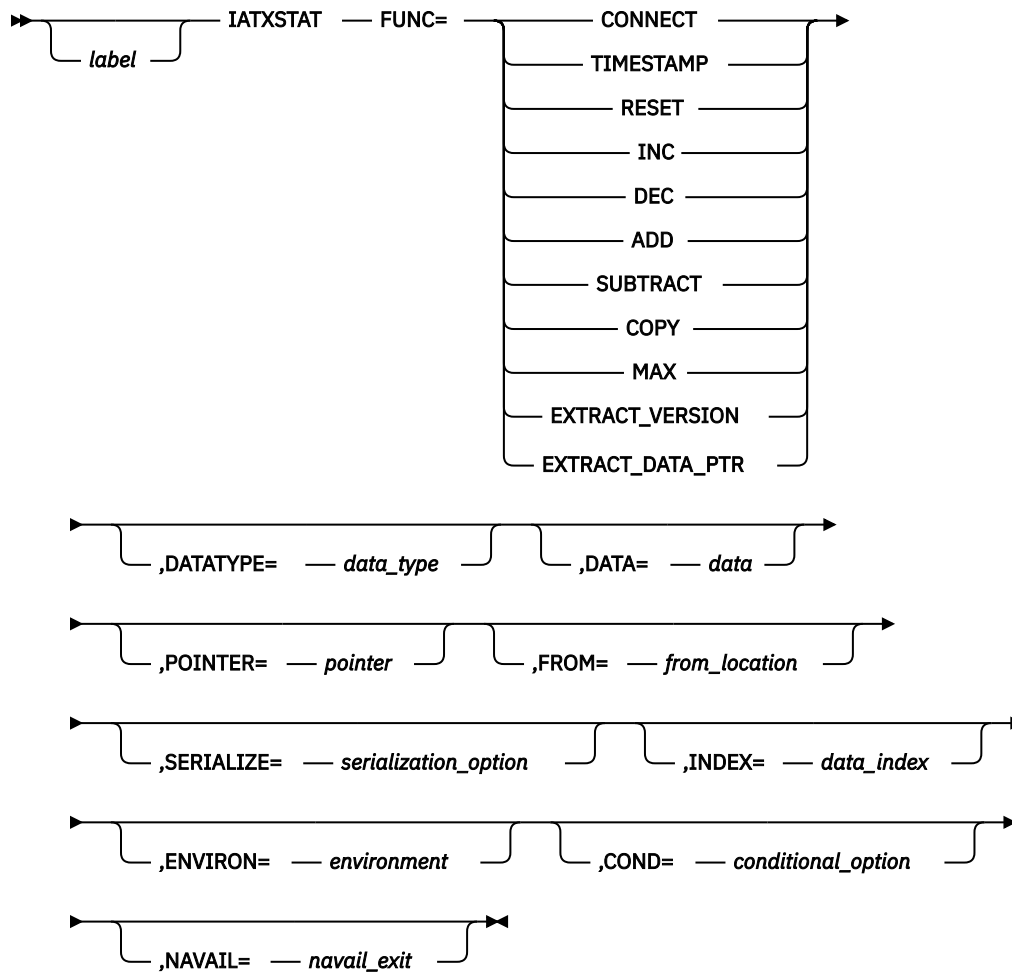 IATXSTAT FUNC= CONNECT
label TIMESTAMP
RESET
INC
DEC
ADD
SUBTRACT
COPY
MAX
EXTRACT_VERSION
EXTRACT_DATA_PTR
,DATATYPE= data_type ,DATA= data
,POINTER= pointer ,FROM= from_location
,SERIALIZE= serialization_option ,INDEX= data_index
,ENVIRON= environment ,COND= conditional_option
,NAVAIL= navail_exit